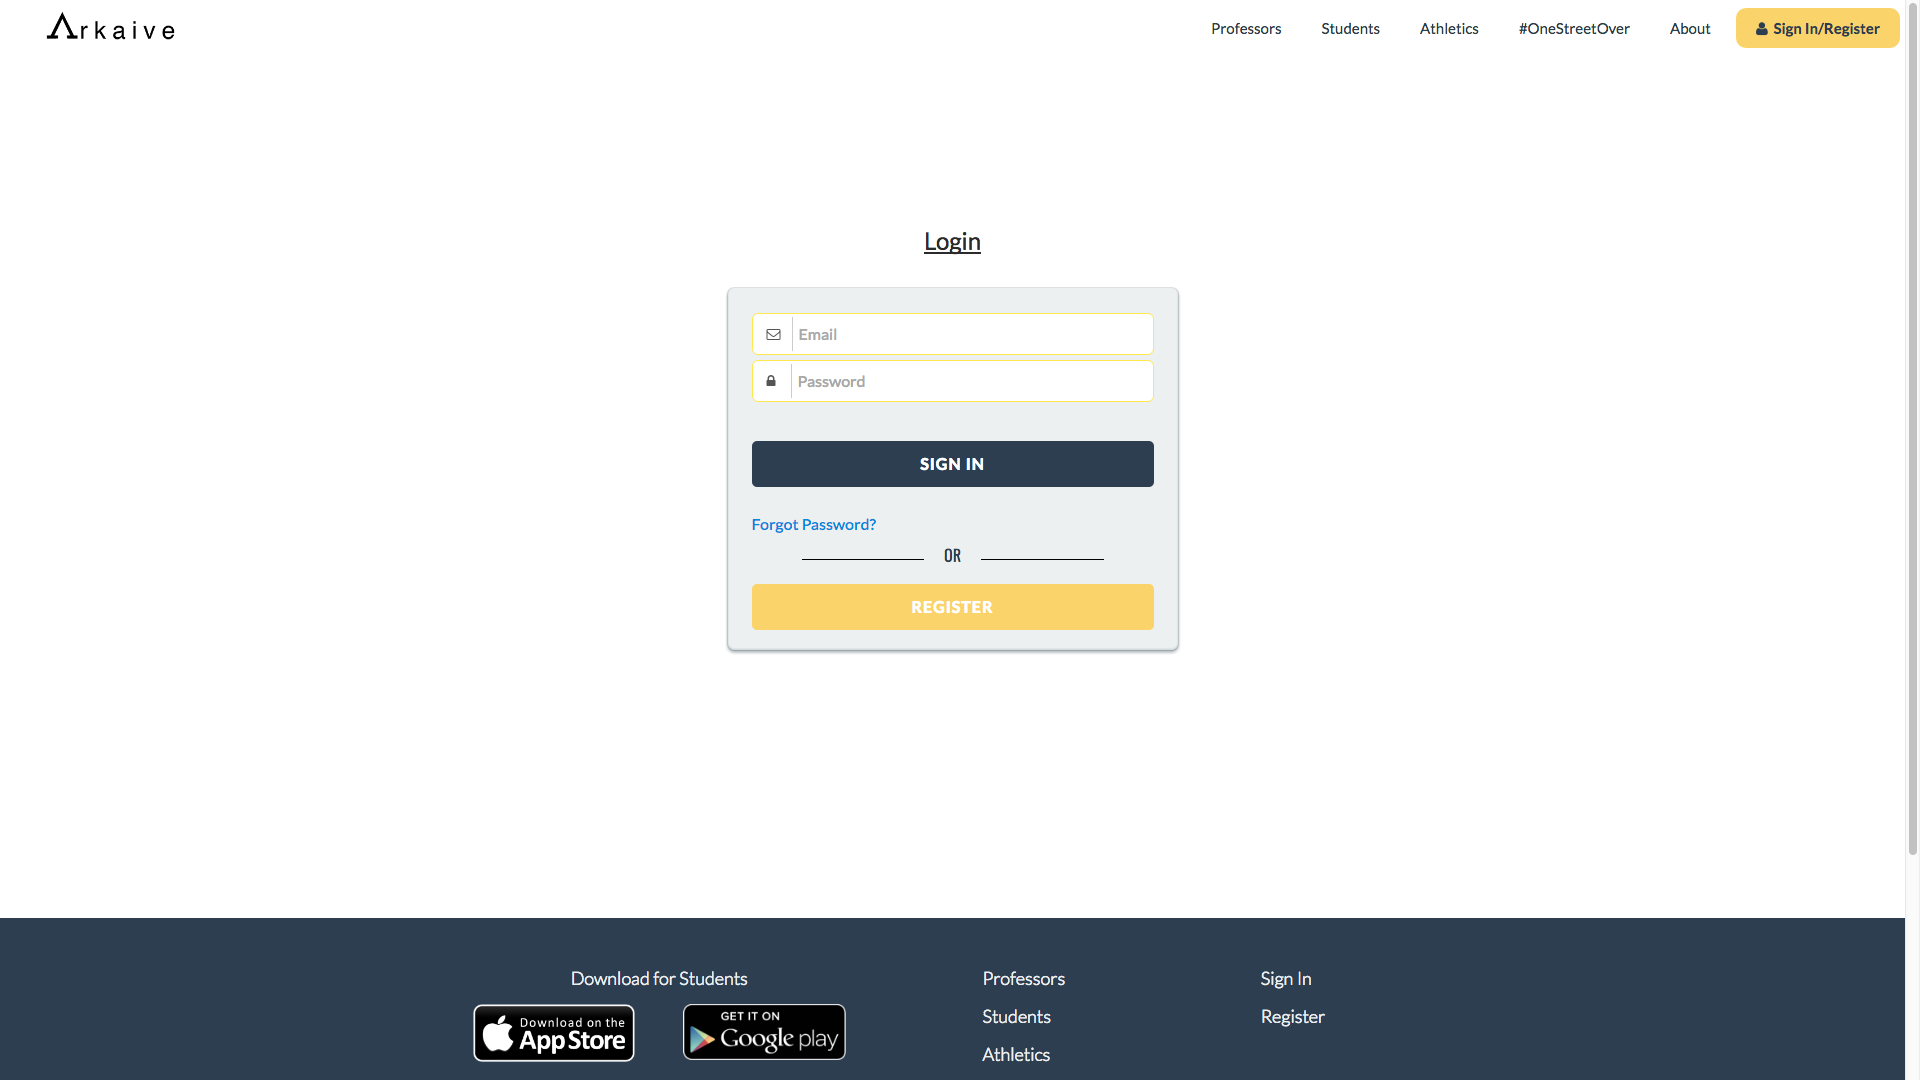 Arkaive
Professors
Students
Athletics
#OneStreetOver
About
Sign In/Register
Login
Email
Password
SIGN IN
Forgot Password?
OR
REGISTER
Download for Students
Download on the
App Store
GET IT ON
Google play
Professors
Students
Athletics
Sign In
Register